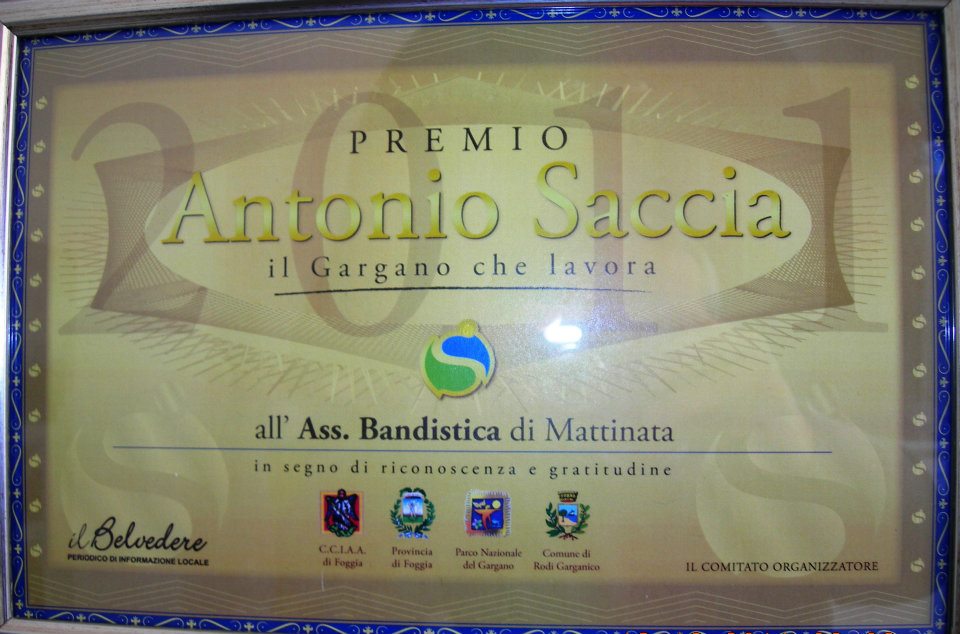 2011
PREMIO
Antonio Saccia
il Gargano che lavora
all' Ass. Bandistica di Mattinata
in segno di riconoscenza e gratitudine
C.C.I.A.A.
di Foggia
Provincia
di Foggia
Parco Nazionale
del Gargano
Comune di
Rodi Garganico
il Belvedere
PERIODICO DI INFORMAZIONE LOCALE
IL COMITATO ORGANIZZATORE